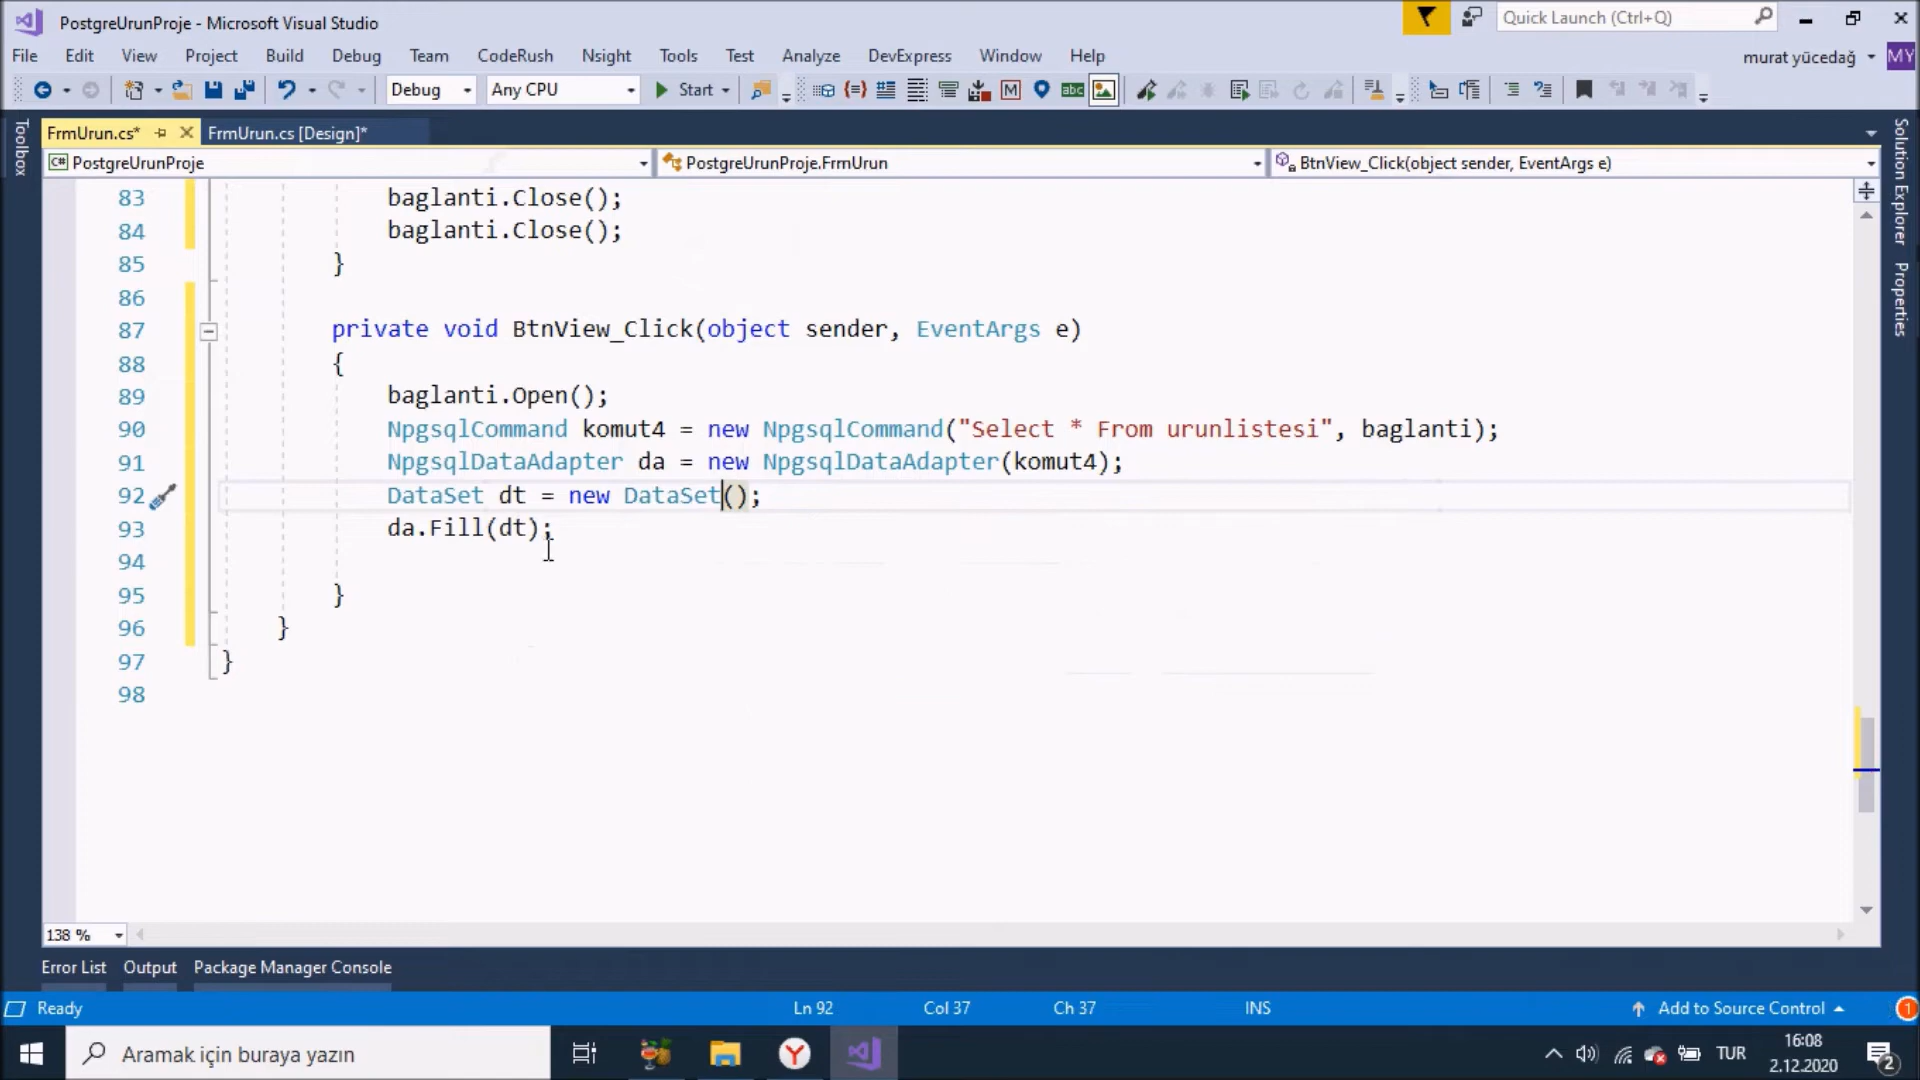 PostgreUrunProje - Microsoft Visual Studio
Quick Launch (Ctrl+Q)
File Edit View Project Build Debug Team CodeRush Nsight Tools Test Analyze DevExpress Window Help
murat yücedağ MY
Debug Any CPU Start
Toolbox
FrmUrun.cs* FrmUrun.cs [Design]*
PostgreUrunProje PostgreUrunProje.FrmUrun BtnView_Click(object sender, EventArgs e)
Solution Explorer
Properties
83 baglanti.Close();
84 baglanti.Close();
85 }
86
87 private void BtnView_Click(object sender, EventArgs e)
88 {
89 baglanti.Open();
90 NpgsqlCommand komut4 = new NpgsqlCommand("Select * From urunlistesi", baglanti);
91 NpgsqlDataAdapter da = new NpgsqlDataAdapter(komut4);
92 DataSet dt = new DataSet();
93 da.Fill(dt);
94
95 }
96 }
97 }
98
138 %
Error List Output Package Manager Console
Ready Ln 92 Col 37 Ch 37 INS Add to Source Control 1
Aramak için buraya yazın
TUR
16:08
2.12.2020
2